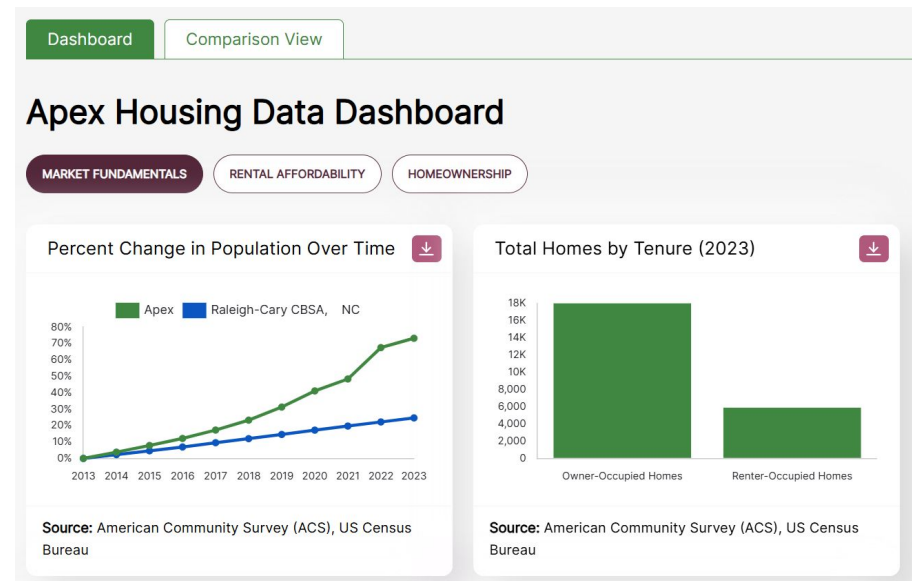 Dashboard
Comparison View
Apex Housing Data Dashboard
MARKET FUNDAMENTALS
RENTAL AFFORDABILITY
HOMEOWNERSHIP
Percent Change in Population Over Time
Apex
Raleigh-Cary CBSA, NC
80%
70%
60%
50%
40%
30%
20%
10%
0%
2013 2014 2015 2016 2017 2018 2019 2020 2021 2022 2023
Source: American Community Survey (ACS), US Census
Bureau
Total Homes by Tenure (2023)
18K
16K
14K
12K
10K
8,000
6,000
4,000
2,000
0
Owner-Occupied Homes
Renter-Occupied Homes
Source: American Community Survey (ACS), US Census
Bureau